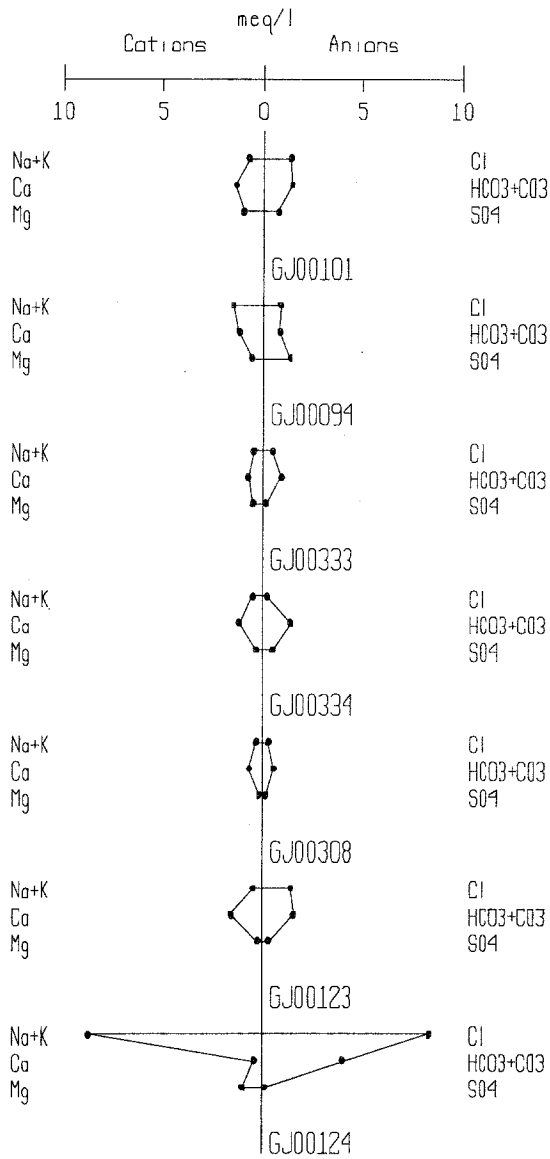 meq/l
Cations Anions
10 5 0 5 10
Na+K Cl
Ca HCO3+CO3
Mg SO4
GJ00101
Na+K Cl
Ca HCO3+CO3
Mg SO4
GJ00094
Na+K Cl
Ca HCO3+CO3
Mg SO4
GJ00333
Na+K Cl
Ca HCO3+CO3
Mg SO4
GJ00334
Na+K Cl
Ca HCO3+CO3
Mg SO4
GJ00308
Na+K Cl
Ca HCO3+CO3
Mg SO4
GJ00123
Na+K Cl
Ca HCO3+CO3
Mg SO4
GJ00124